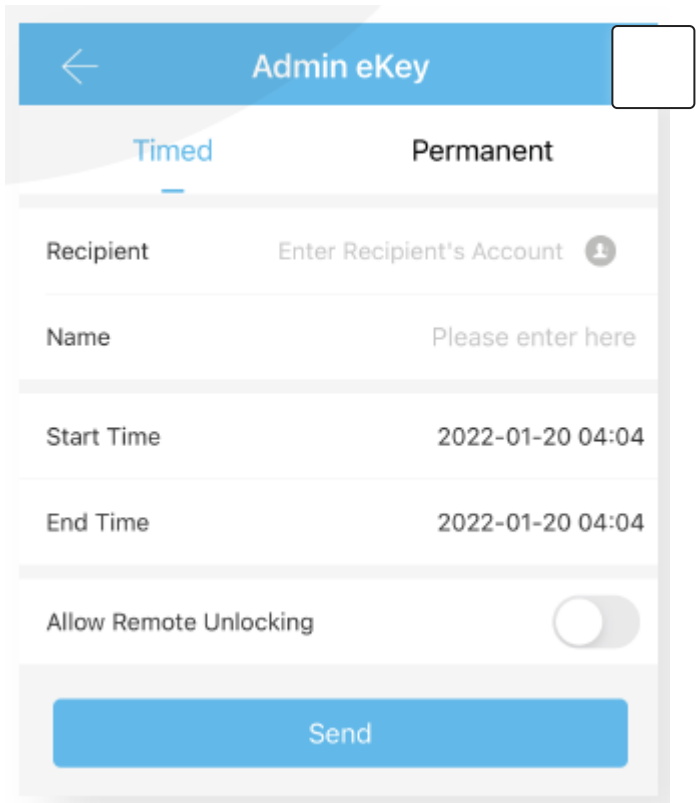 Admin eKey
Timed Permanent
Recipient Enter Recipient's Account
Name Please enter here
Start Time 2022-01-20 04:04
End Time 2022-01-20 04:04
Allow Remote Unlocking
Send